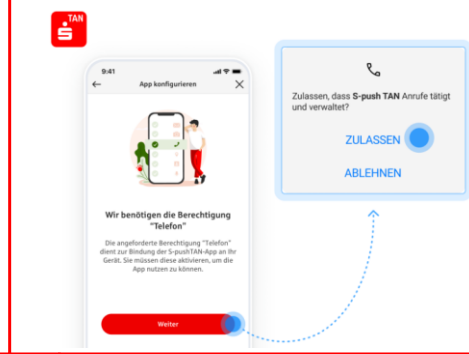 TAN
9:41
App konfigurieren
Wir benötigen die Berechtigung
"Telefon"
Die angeforderte Berechtigung "Telefon"
dient zur Bindung der S-pushTAN-App an Ihr
Gerät. Sie müssen diese aktivieren, um die
App nutzen zu können.
Weiter
Zulassen, dass S-push TAN Anrufe tätigt
und verwaltet?
ZULASSEN
ABLEHNEN